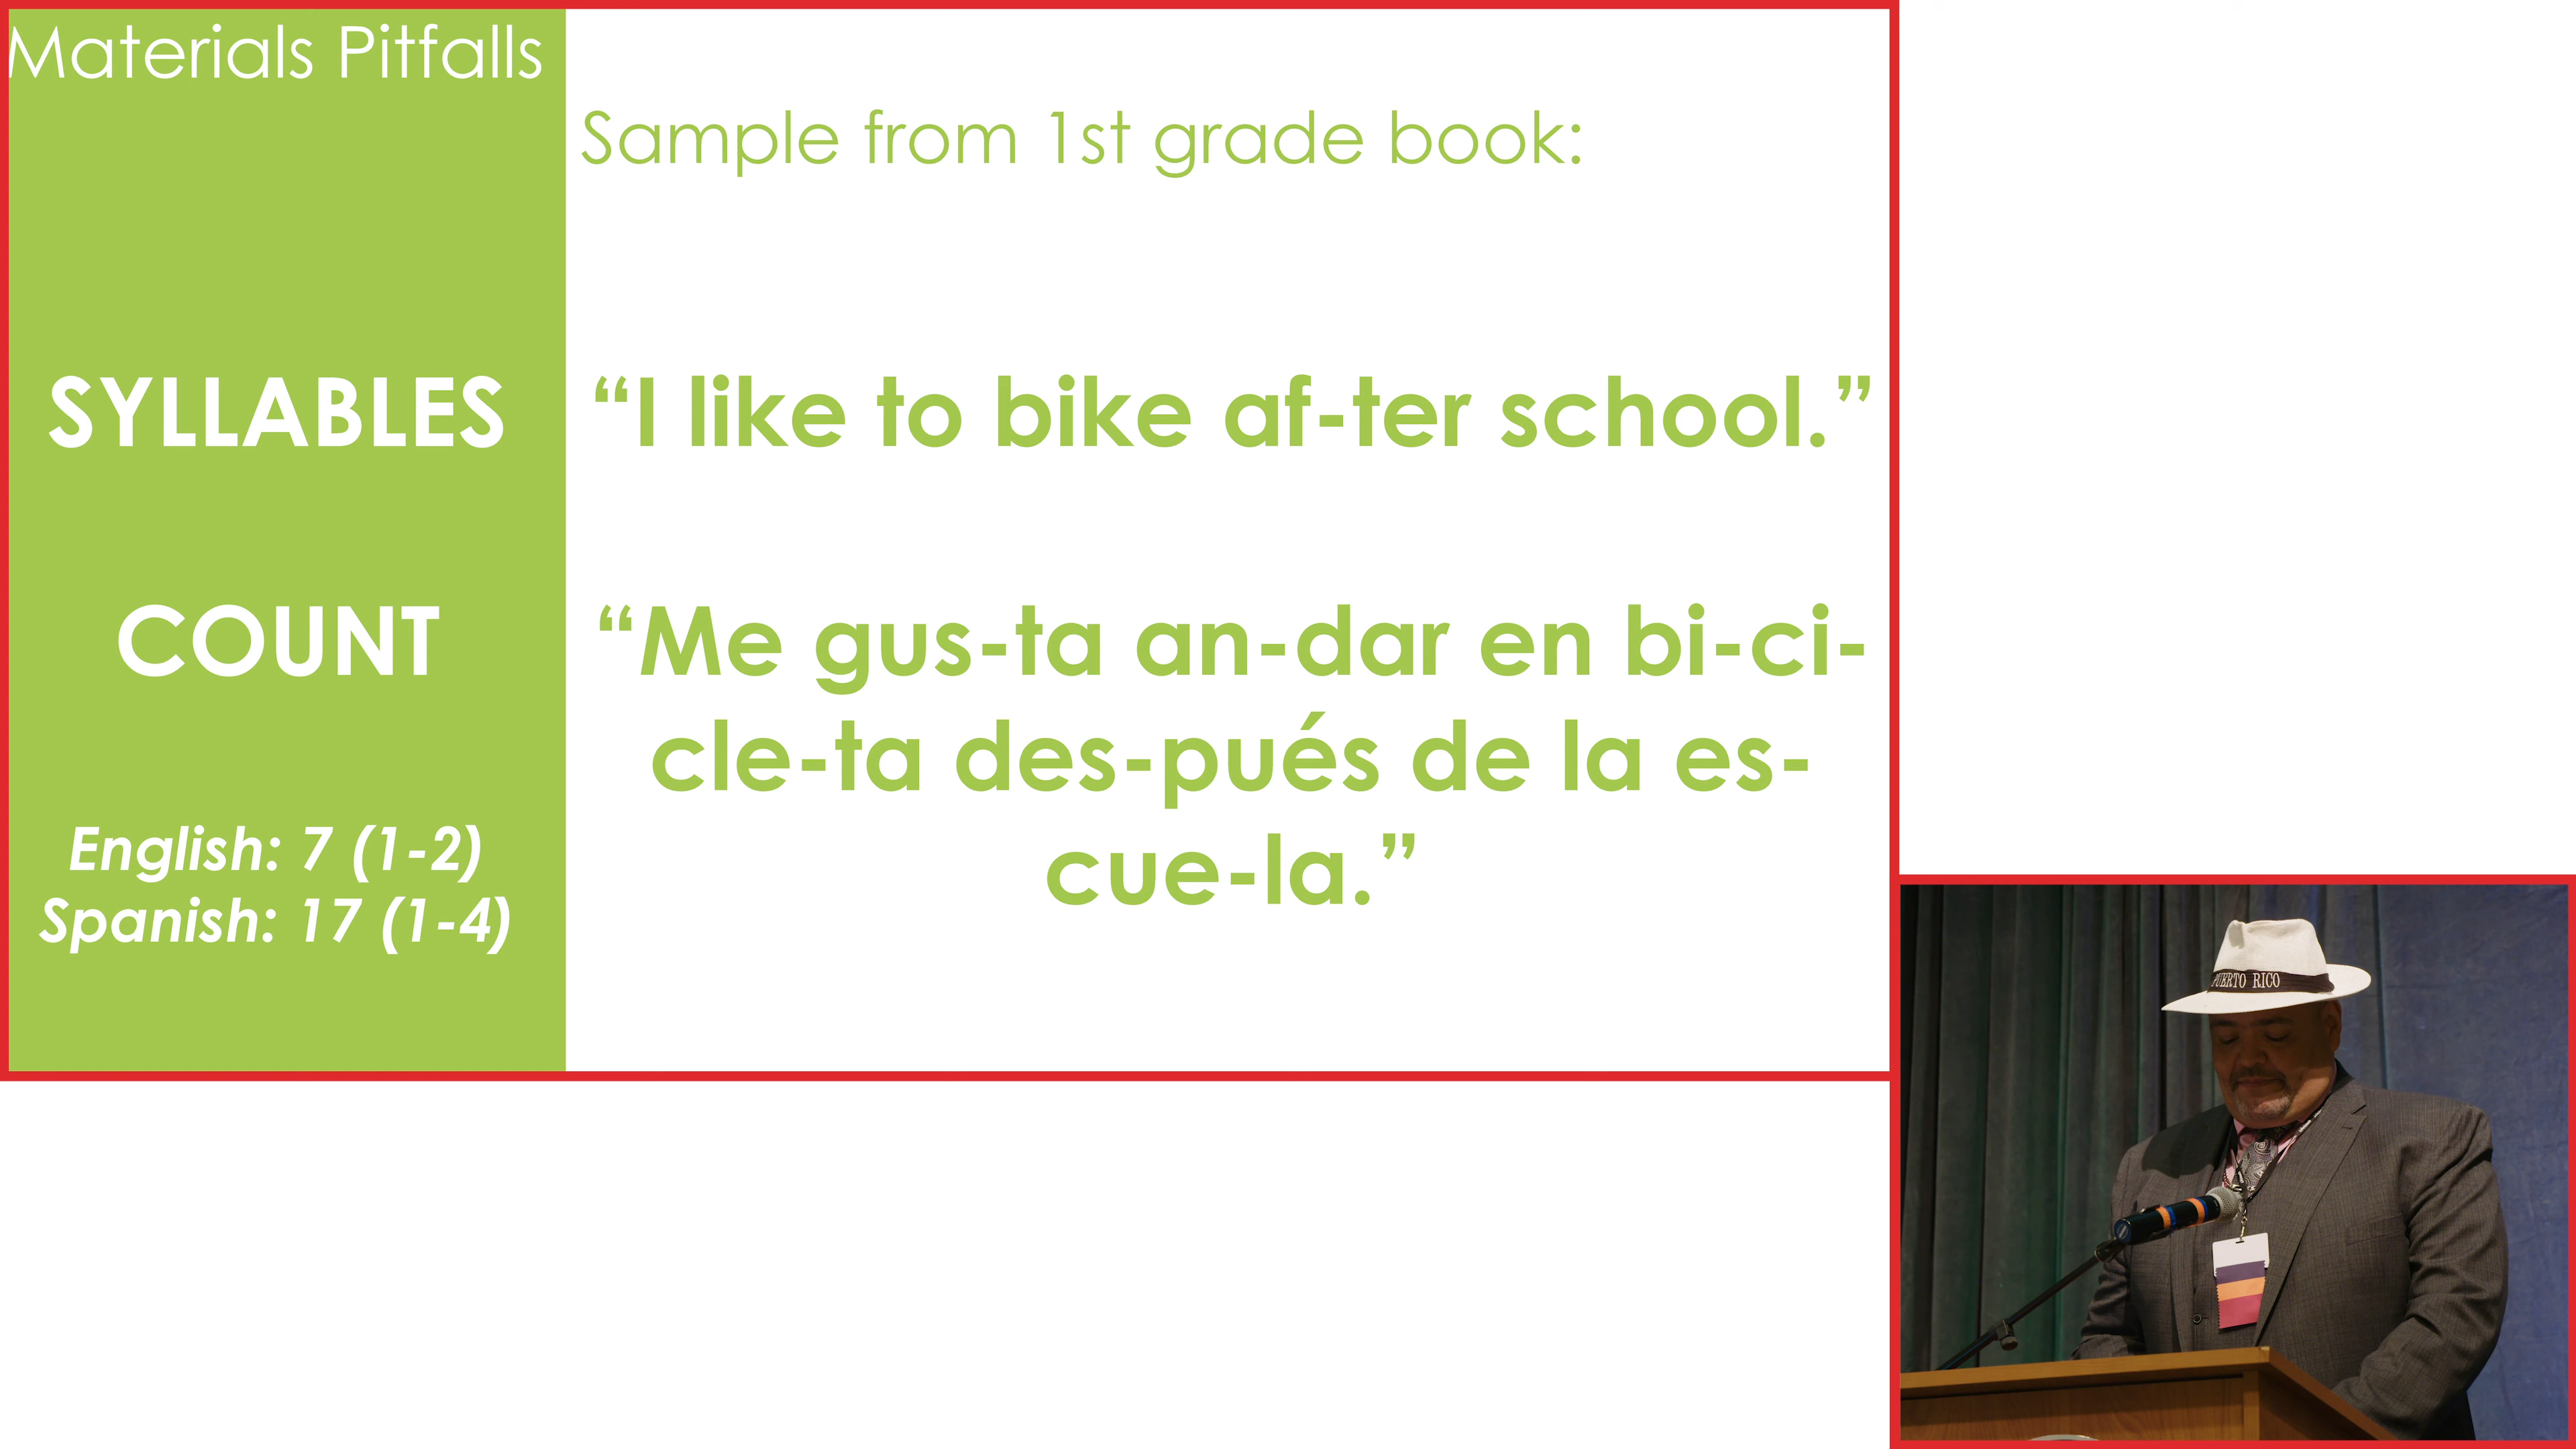 Materials Pitfalls
Sample from 1st grade book:
SYLLABLES
COUNT
English: 7 (1-2)
Spanish: 17 (1-4)
“I like to bike af-ter school.”
“Me gus-ta an-dar en bi-ci-
cle-ta des-pués de la es-
cue-la.”
PUERTO RICO